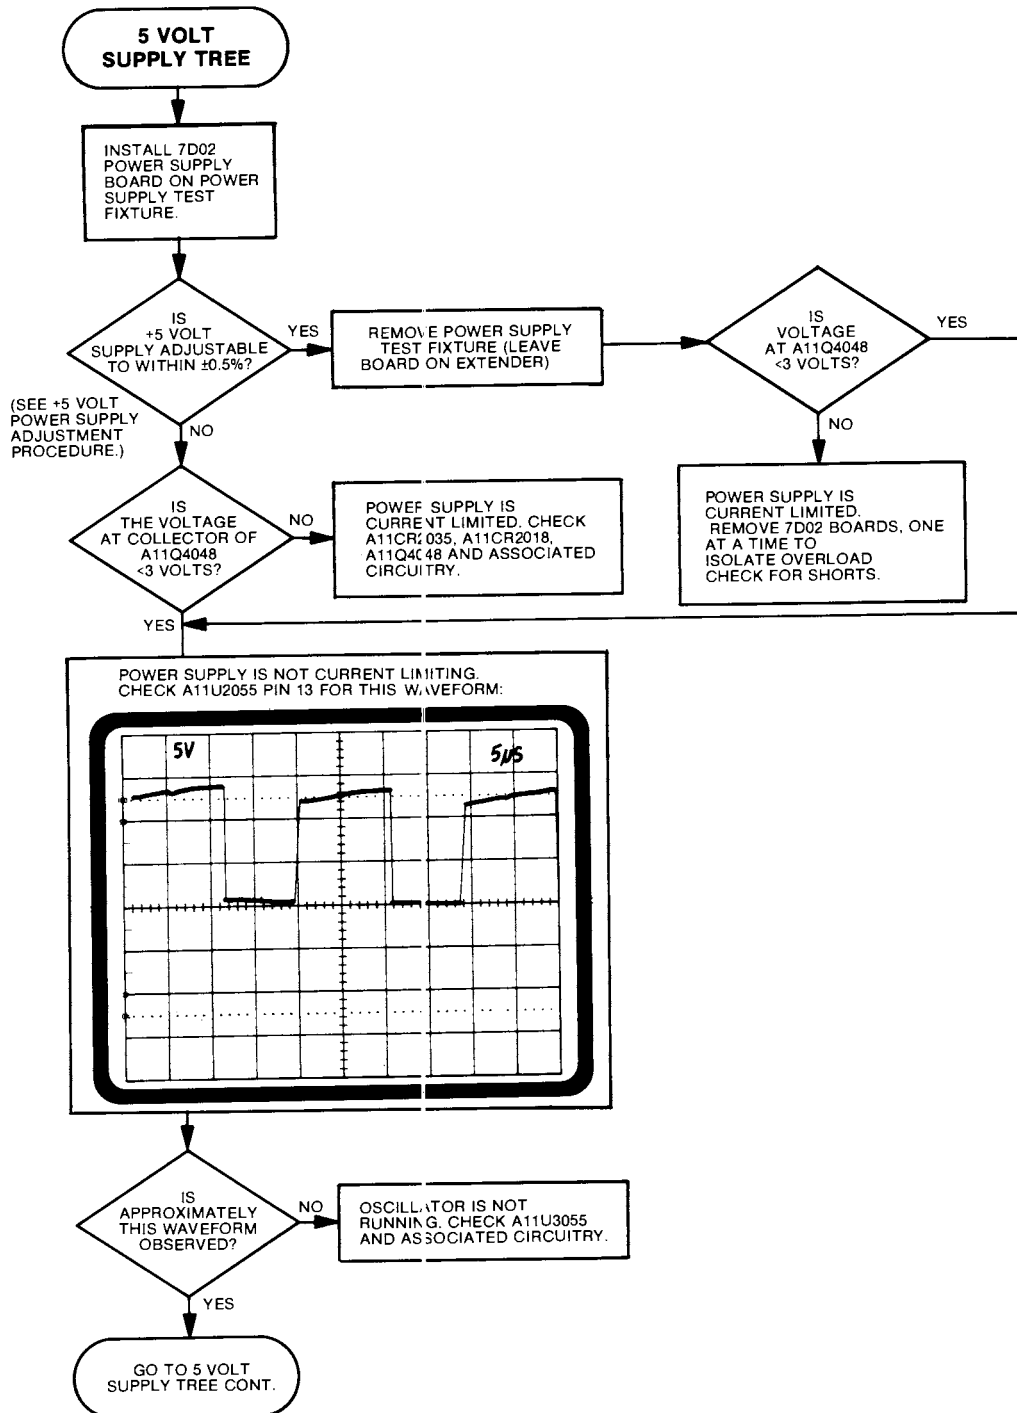 5 VOLT
SUPPLY TREE
INSTALL 7D02
POWER SUPPLY
BOARD ON POWER
SUPPLY TEST
FIXTURE.
IS
+5 VOLT
SUPPLY ADJUSTABLE
TO WITHIN ±0.5%?
YES
REMOVE POWER SUPPLY
TEST FIXTURE (LEAVE
BOARD ON EXTENDER)
IS
VOLTAGE
AT A11Q4048
<3 VOLTS?
YES
(SEE +5 VOLT
POWER SUPPLY
ADJUSTMENT
PROCEDURE.)
NO
NO
IS
THE VOLTAGE
AT COLLECTOR OF
A11Q4048
<3 VOLTS?
NO
POWER SUPPLY IS
CURRENT LIMITED. CHECK
A11CR2035, A11CR2018,
A11Q4048 AND ASSOCIATED
CIRCUITRY.
POWER SUPPLY IS
CURRENT LIMITED.
REMOVE 7D02 BOARDS, ONE
AT A TIME TO
ISOLATE OVERLOAD
CHECK FOR SHORTS.
YES
POWER SUPPLY IS NOT CURRENT LIMITING.
CHECK A11U2055 PIN 13 FOR THIS WAVEFORM:
5V
5µS
IS
APPROXIMATELY
THIS WAVEFORM
OBSERVED?
NO
OSCILLATOR IS NOT
RUNNING. CHECK A11U3055
AND ASSOCIATED CIRCUITRY.
YES
GO TO 5 VOLT
SUPPLY TREE CONT.